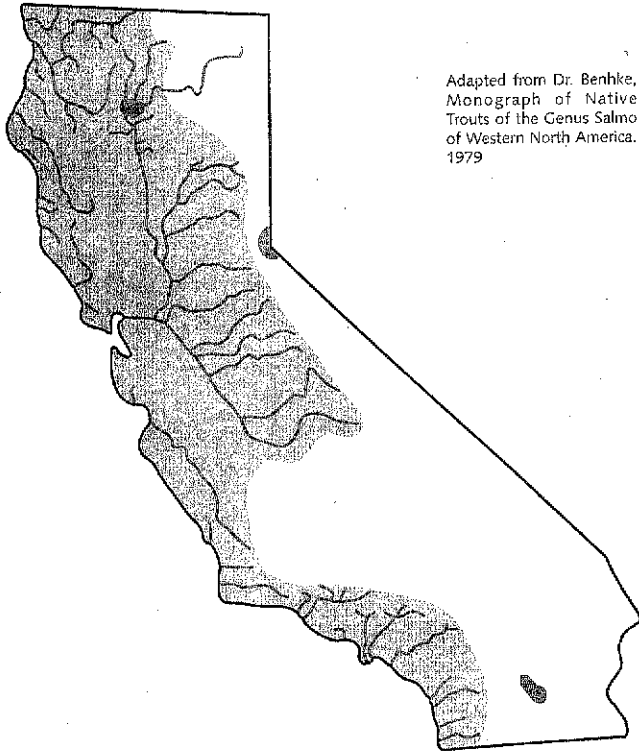 Adapted from Dr. Benhke,
Monograph of Native
Trouts of the Genus Salmo
of Western North America.
1979